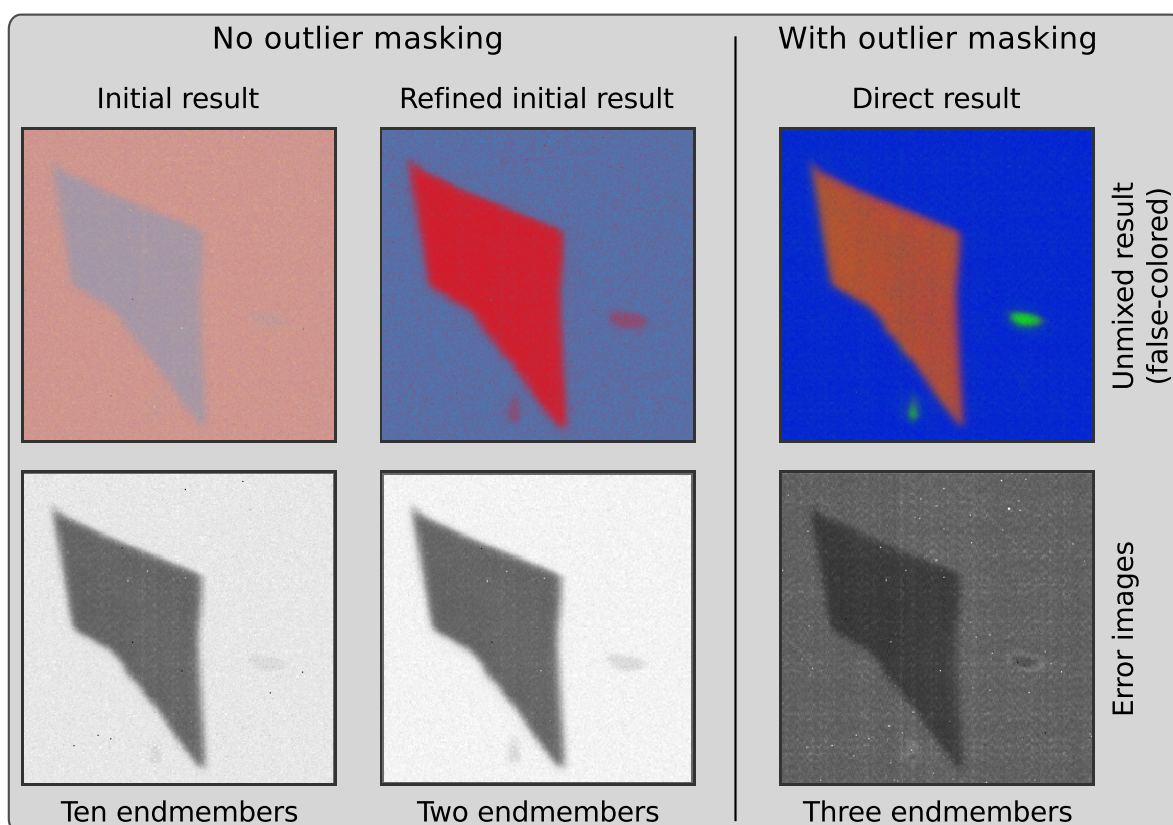 No outlier masking
With outlier masking
Initial result
Refined initial result
Direct result
Unmixed result
(false-colored)
Error images
Ten endmembers
Two endmembers
Three endmembers